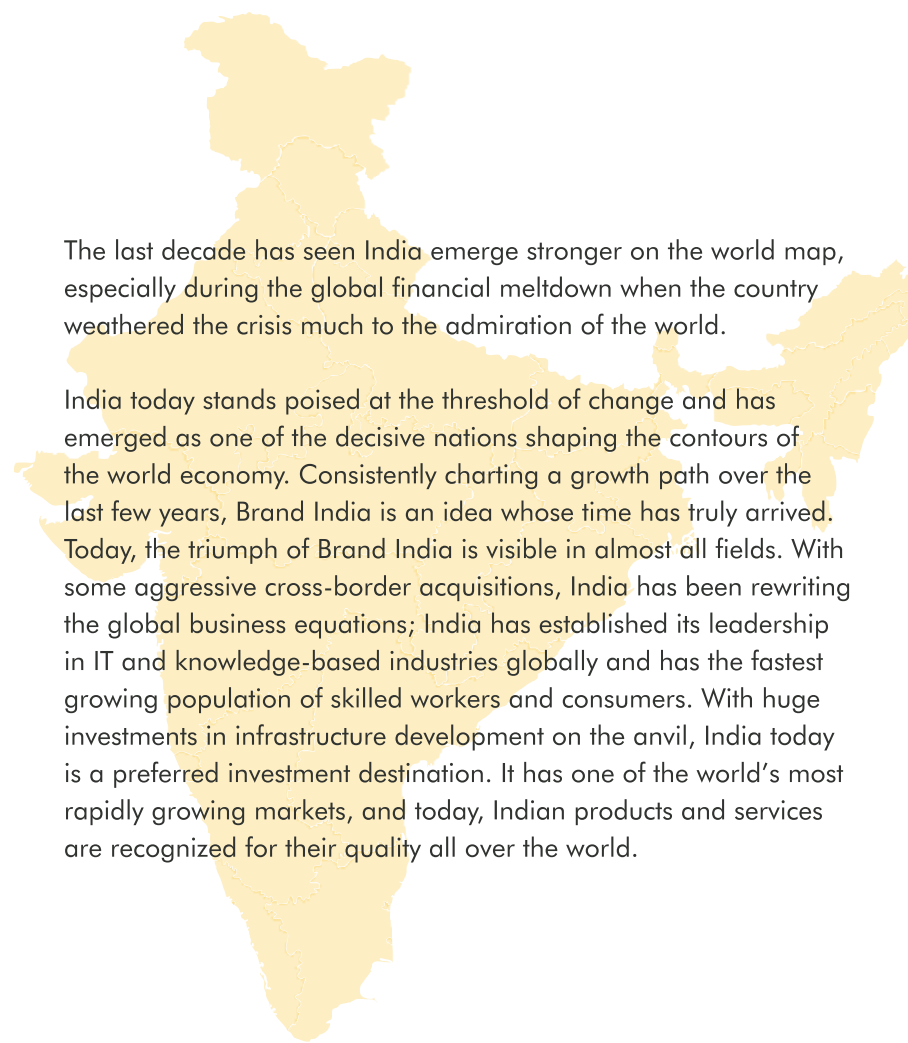 The last decade has seen India emerge stronger on the world map,
especially during the global financial meltdown when the country
weathered the crisis much to the admiration of the world.
India today stands poised at the threshold of change and has
emerged as one of the decisive nations shaping the contours of
the world economy. Consistently charting a growth path over the
last few years, Brand India is an idea whose time has truly arrived.
Today, the triumph of Brand India is visible in almost all fields. With
some aggressive cross-border acquisitions, India has been rewriting
the global business equations; India has established its leadership
in IT and knowledge-based industries globally and has the fastest
growing population of skilled workers and consumers. With huge
investments in infrastructure development on the anvil, India today
is a preferred investment destination. It has one of the world’s most
rapidly growing markets, and today, Indian products and services
are recognized for their quality all over the world.